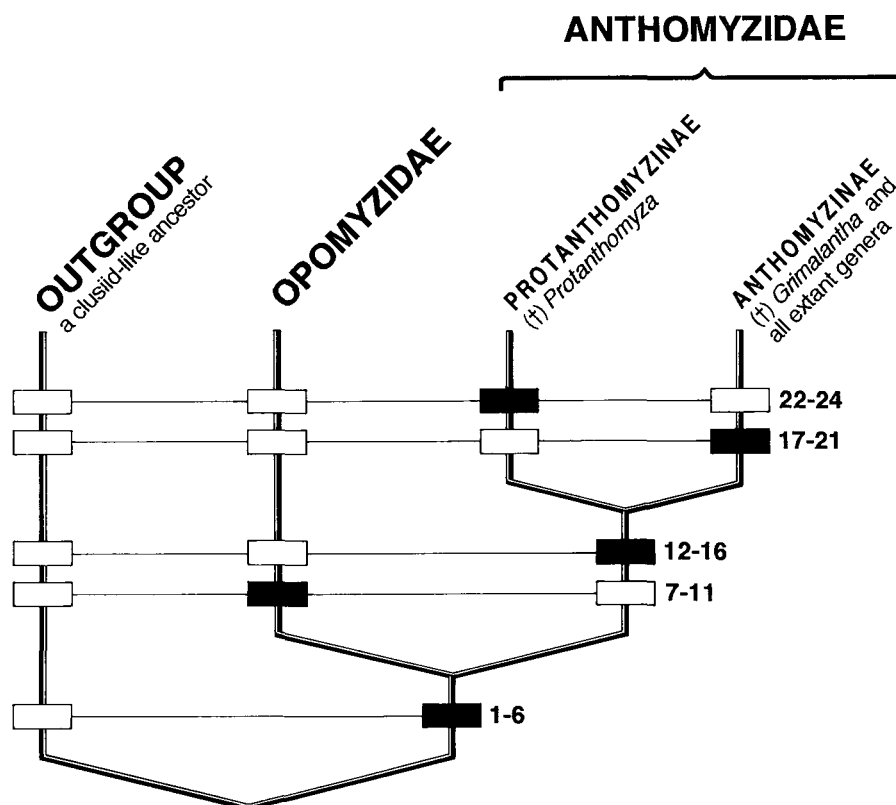 ANTHOMYZIDAE
OUTGROUP
a clusiid-like ancestor
OPOMYZIDAE
PROTANTHOMYZINAE
(†) Protanthomyza
ANTHOMYZINAE
(†) Grimalantha and
all extant genera
22-24
17-21
12-16
7-11
1-6